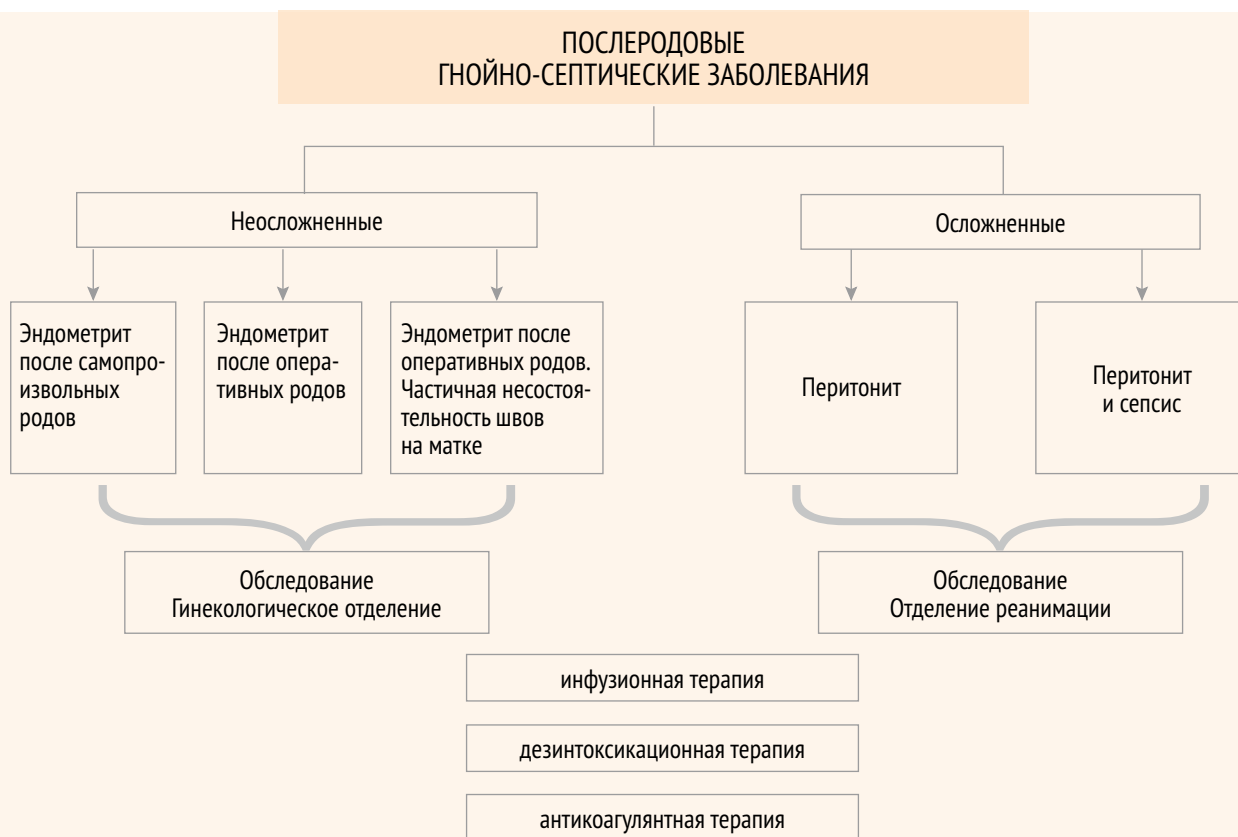 ПОСЛЕРОДОВЫЕ
ГНОЙНО-СЕПТИЧЕСКИЕ ЗАБОЛЕВАНИЯ
Неосложненные
Осложненные
Эндометрит
после самопро-
извольных
родов
Эндометрит
после опера-
тивных родов
Эндометрит после
оперативных родов.
Частичная несостоя-
тельность швов
на матке
Перитонит
Перитонит
и сепсис
Обследование
Гинекологическое отделение
Обследование
Отделение реанимации
инфузионная терапия
дезинтоксикационная терапия
антикоагулянтная терапия